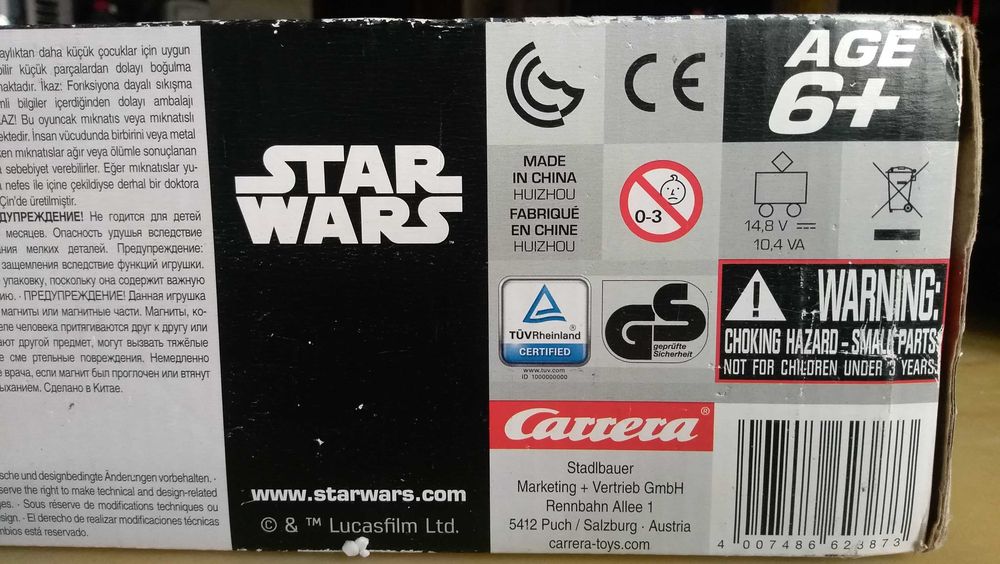 aylıktan daha küçük çocuklar için uygun
bilir küçük parçalardan dolayı boğulma
maktadır. İkaz: Fonksiyona dayalı sıkışma
mli bilgiler içerdiğinden dolayı ambalajı
AZ! Bu oyuncak mıknatıs veya mıknatıslı
ektedir. İnsan vücudunda birbirini veya metal
ken mıknatıslar ağır veya ölümle sonuçlanan
sebebiyet verebilirler. Eğer mıknatıslar yu-
nefes ile içine çekildiyse derhal bir doktora
Çin'de üretilmiştir.
ДУПРЕЖДЕНИЕ! Не годится для детей
месяцев. Опасность удушья вследствие
ания мелких деталей. Предупреждение:
защемления вследствие функций игрушки.
упаковку, поскольку она содержит важную
ию. · ПРЕДУПРЕЖДЕНИЕ! Данная игрушка
магниты или магнитные части. Магниты, ко-
еле человека притягиваются друг к другу или
ают другой предмет, могут вызвать тяжёлые
е сме ртельные повреждения. Немедленно
врача, если магнит был проглочен или втянут
ыханием. Сделано в Китае.
sche und designbedingte Änderungen vorbehalten. ·
serve the right to make technical and design-related
ges. · Sous réserve de modifications techniques ou
sign. · El derecho de realizar modificaciones técnicas
mbios está reservado.
STAR
WARS™
www.starwars.com
© & ™ Lucasfilm Ltd.
CE
AGE
6+
MADE
IN CHINA
HUIZHOU
FABRIQUÉ
EN CHINE
HUIZHOU
0-3
14,8 V
10,4 VA
TÜVRheinland®
CERTIFIED
www.tuv.com
ID 1000000000
GS
geprüfte
Sicherheit
WARNING:
CHOKING HAZARD – SMALL PARTS
NOT FOR CHILDREN UNDER 3 YEARS.
Carrera®
Stadlbauer
Marketing + Vertrieb GmbH
Rennbahn Allee 1
5412 Puch / Salzburg · Austria
carrera-toys.com
4 007486 623873